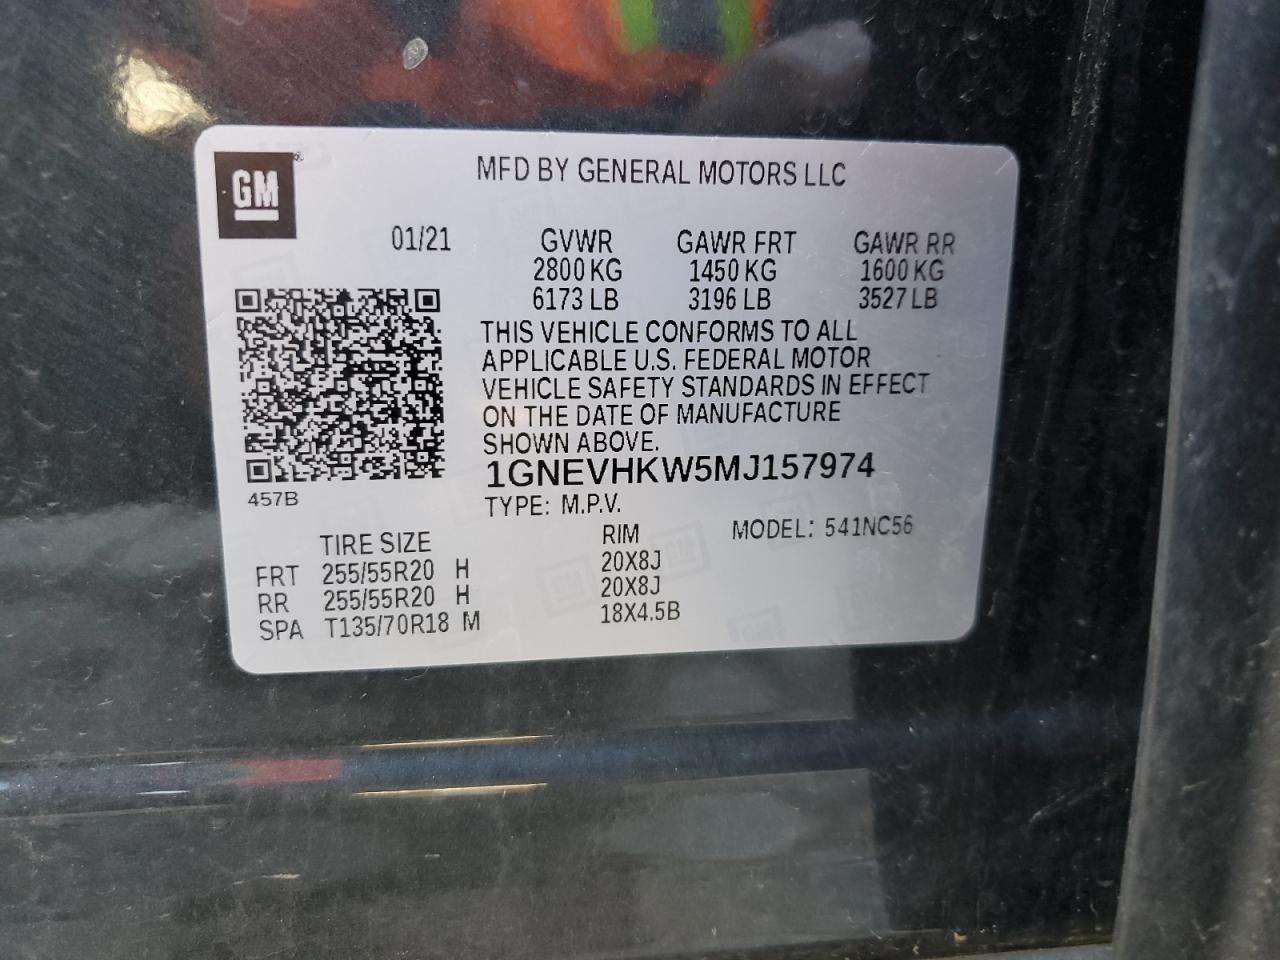 GM
MFD BY GENERAL MOTORS LLC
01/21 GVWR GAWR FRT GAWR RR
2800 KG 1450 KG 1600 KG
6173 LB 3196 LB 3527 LB
THIS VEHICLE CONFORMS TO ALL
APPLICABLE U.S. FEDERAL MOTOR
VEHICLE SAFETY STANDARDS IN EFFECT
ON THE DATE OF MANUFACTURE
SHOWN ABOVE.
1GNEVHKW5MJ157974
457B
TYPE: M.P.V.
MODEL: 541NC56
TIRE SIZE RIM
FRT 255/55R20 H 20X8J
RR 255/55R20 H 20X8J
SPA T135/70R18 M 18X4.5B